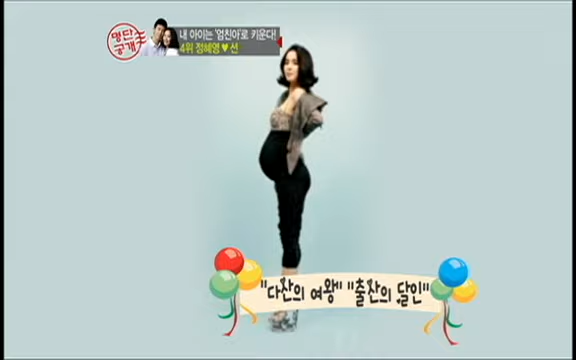 명단
공개
내 아이는 '엄친아'로 키운다!
4위 정혜영♥션
"다산의 여왕" "출산의 달인"